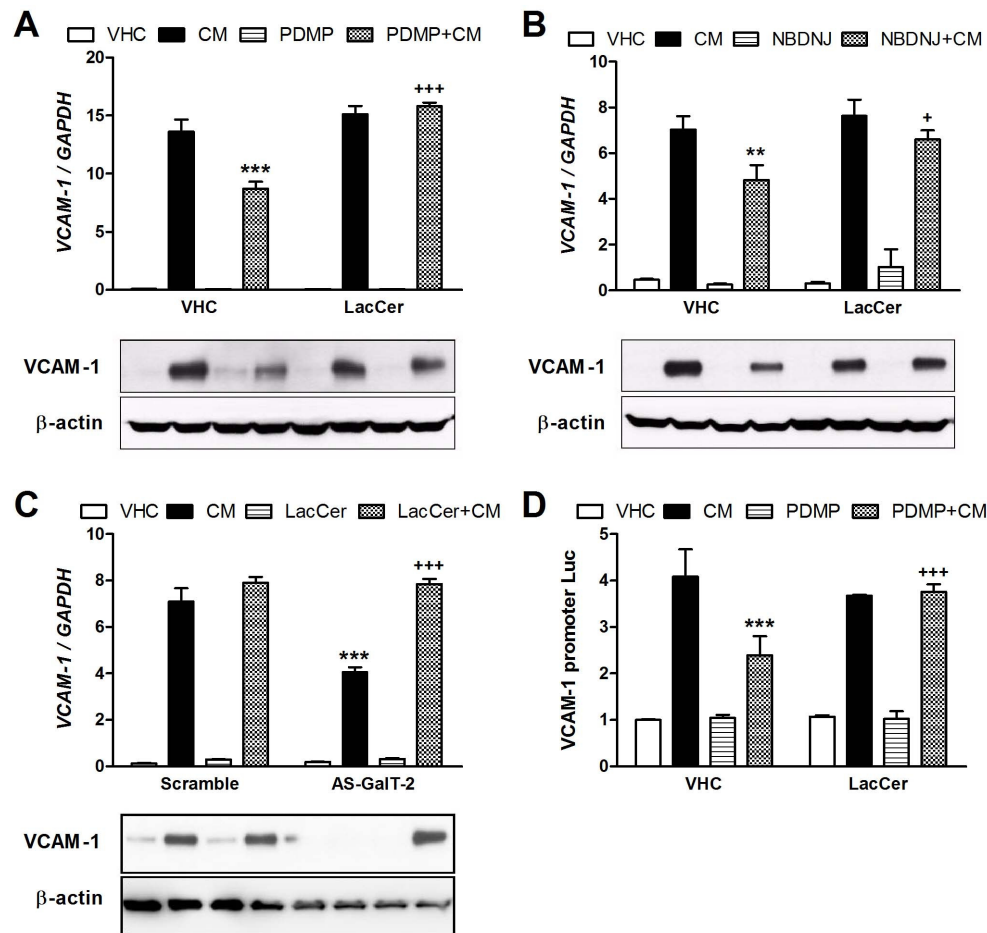 A
VHC CM PDMP PDMP+CM
VCAM-1 / GAPDH
20
15
10
5
0
***
+++
VHC LacCer
VCAM-1
β-actin
B
VHC CM NBDNJ NBDNJ+CM
VCAM-1 / GAPDH
10
8
6
4
2
0
**
+
VHC LacCer
VCAM-1
β-actin
C
VHC CM LacCer LacCer+CM
VCAM-1 / GAPDH
10
8
6
4
2
0
***
+++
Scramble AS-GalT-2
VCAM-1
β-actin
D
VHC CM PDMP PDMP+CM
VCAM-1 promoter Luc
5
4
3
2
1
0
***
+++
VHC LacCer